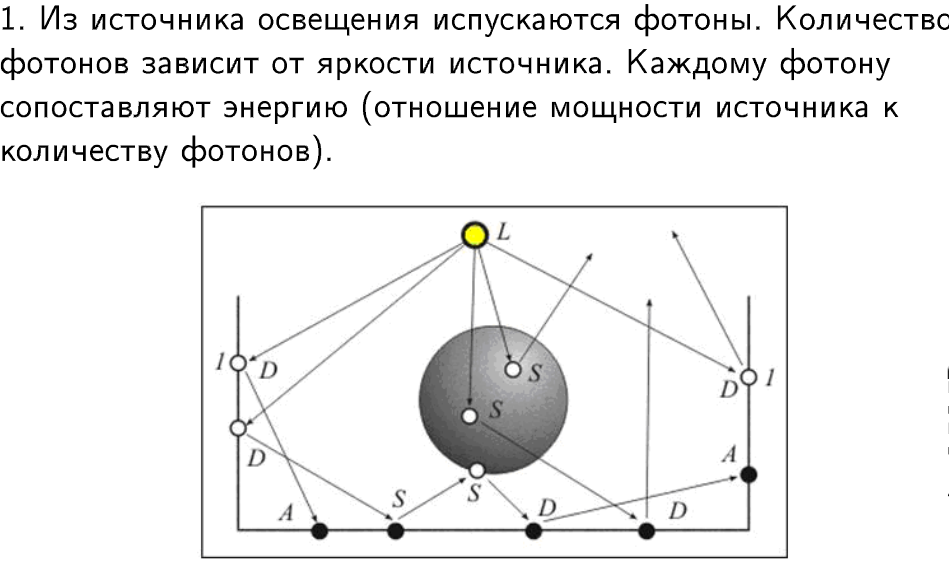 1. Из источника освещения испускаются фотоны. Количество
фотонов зависит от яркости источника. Каждому фотону
сопоставляют энергию (отношение мощности источника к
количеству фотонов).
L
1 D
S
D 1
S
D
A
S
S
D
D
A